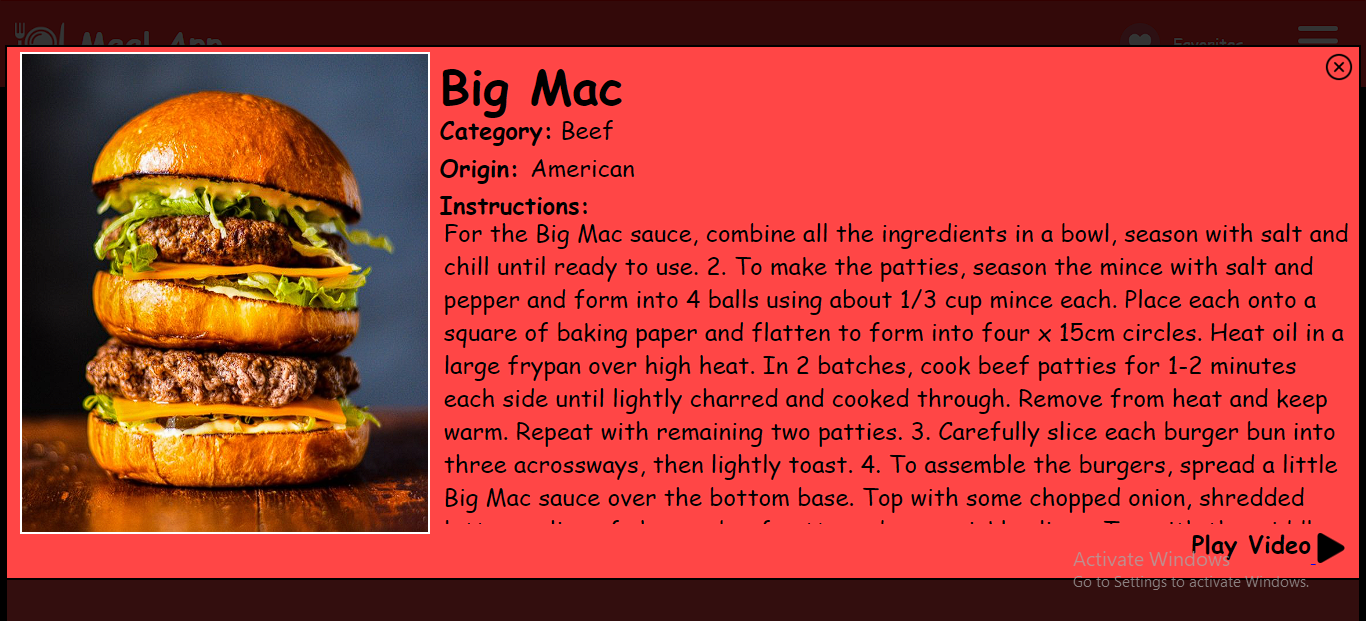 Meal App
Favorites
Big Mac
Category: Beef
Origin: American
Instructions:
For the Big Mac sauce, combine all the ingredients in a bowl, season with salt and
chill until ready to use. 2. To make the patties, season the mince with salt and
pepper and form into 4 balls using about 1/3 cup mince each. Place each onto a
square of baking paper and flatten to form into four x 15cm circles. Heat oil in a
large frypan over high heat. In 2 batches, cook beef patties for 1-2 minutes
each side until lightly charred and cooked through. Remove from heat and keep
warm. Repeat with remaining two patties. 3. Carefully slice each burger bun into
three acrossways, then lightly toast. 4. To assemble the burgers, spread a little
Big Mac sauce over the bottom base. Top with some chopped onion, shredded
Play Video
Activate Windows
Go to Settings to activate Windows.